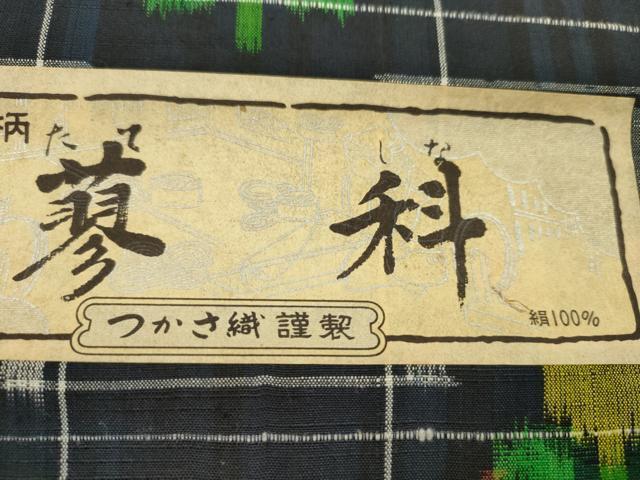 柄
たてしな
蓼科
つかさ織謹製
絹100%